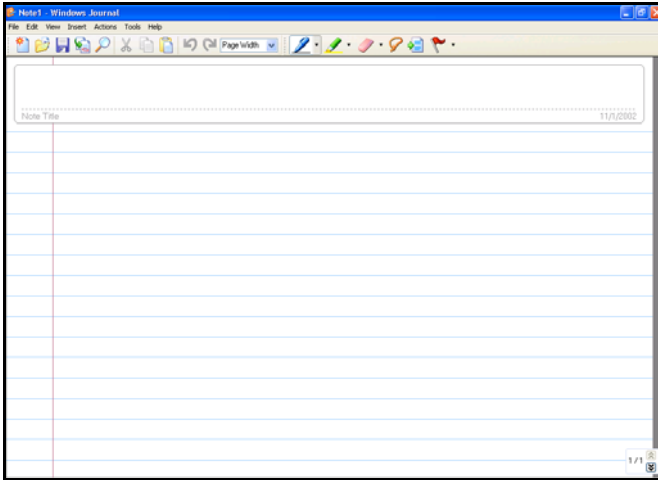 Note1 - Windows Journal
File Edit View Insert Actions Tools Help
Page Width
Note Title 11/1/2002
1/1